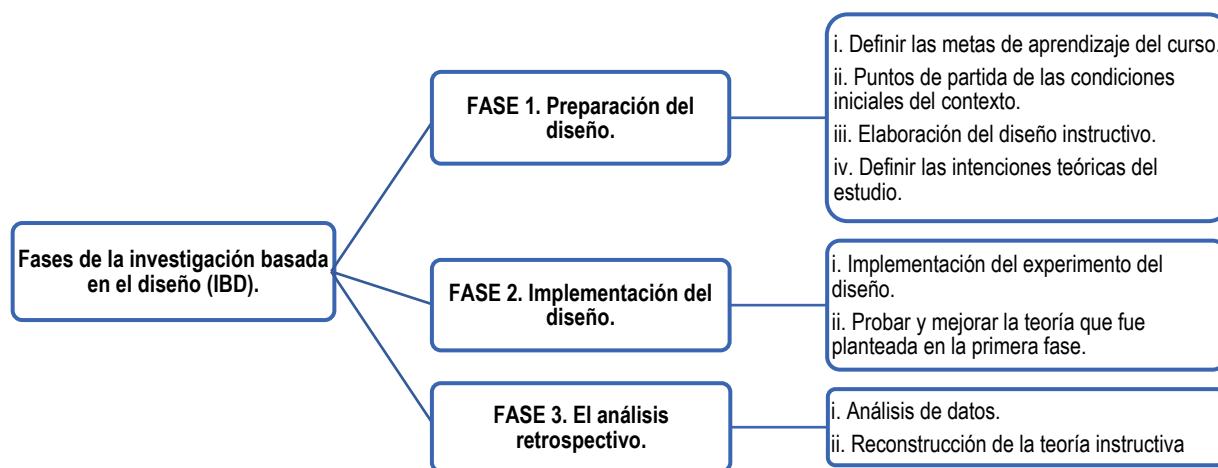 Fases de la investigación basada
en el diseño (IBD).
FASE 1. Preparación del
diseño.
i. Definir las metas de aprendizaje del curso.
ii. Puntos de partida de las condiciones
iniciales del contexto.
iii. Elaboración del diseño instructivo.
iv. Definir las intenciones teóricas del
estudio.
FASE 2. Implementación del
diseño.
i. Implementación del experimento del
diseño.
ii. Probar y mejorar la teoría que fue
planteada en la primera fase.
FASE 3. El análisis
retrospectivo.
i. Análisis de datos.
ii. Reconstrucción de la teoría instructiva